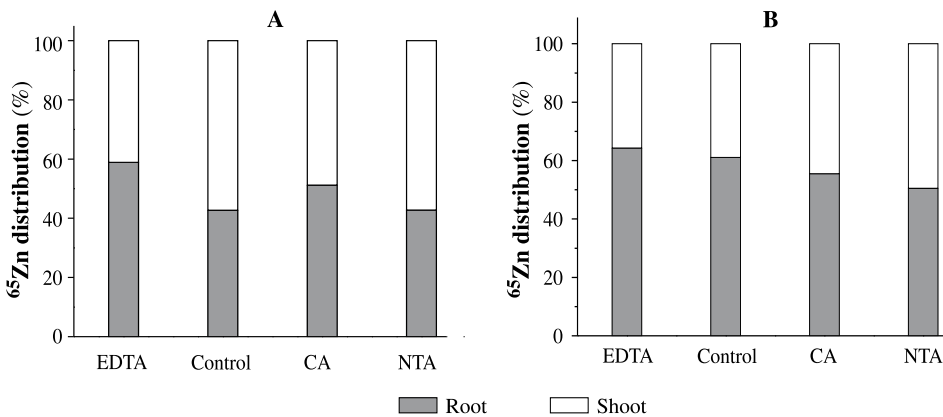 A
100
80
60
40
20
0
⁶⁵Zn distribution (%)
EDTA Control CA NTA
B
100
80
60
40
20
0
⁶⁵Zn distribution (%)
EDTA Control CA NTA
Root Shoot